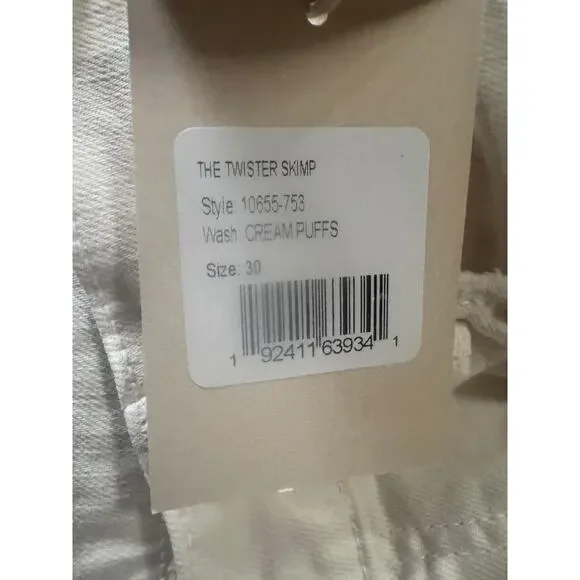 THE TWISTER SKIMP
Style: 10655-753
Wash: CREAM PUFFS
Size: 30
1 92411 63934 1